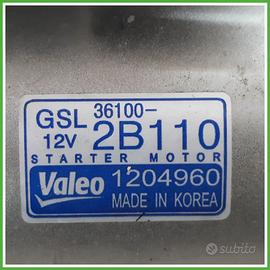 GSL 36100-
12V 2B110
STARTER MOTOR
Valeo 1204960
MADE IN KOREA
subito